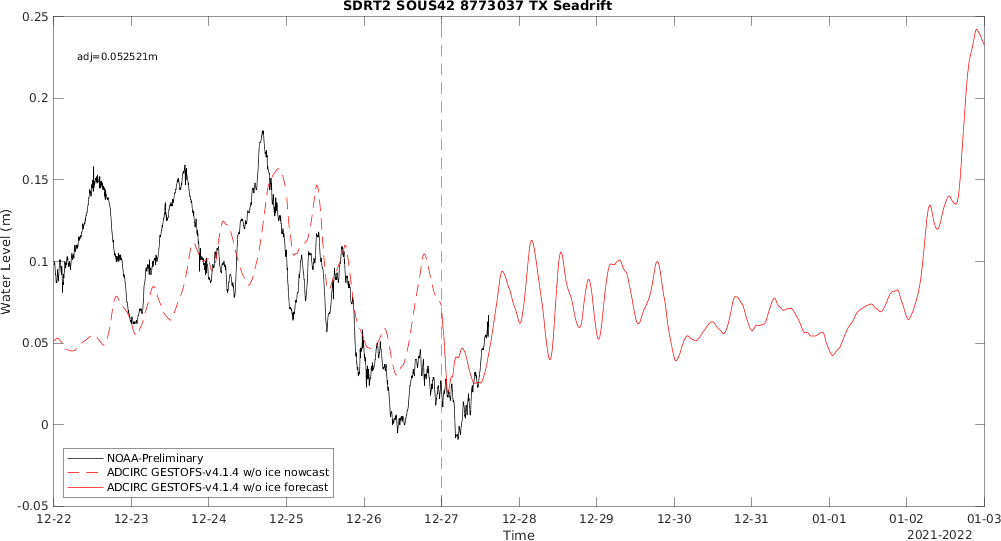 SDRT2 SOUS42 8773037 TX Seadrift
adj=0.052521m
Water Level (m)
0.25
0.2
0.15
0.1
0.05
0
-0.05
NOAA-Preliminary
ADCIRC GESTOFS-v4.1.4 w/o ice nowcast
ADCIRC GESTOFS-v4.1.4 w/o ice forecast
12-22 12-23 12-24 12-25 12-26 12-27 12-28 12-29 12-30 12-31 01-01 01-02 01-03
Time
2021-2022